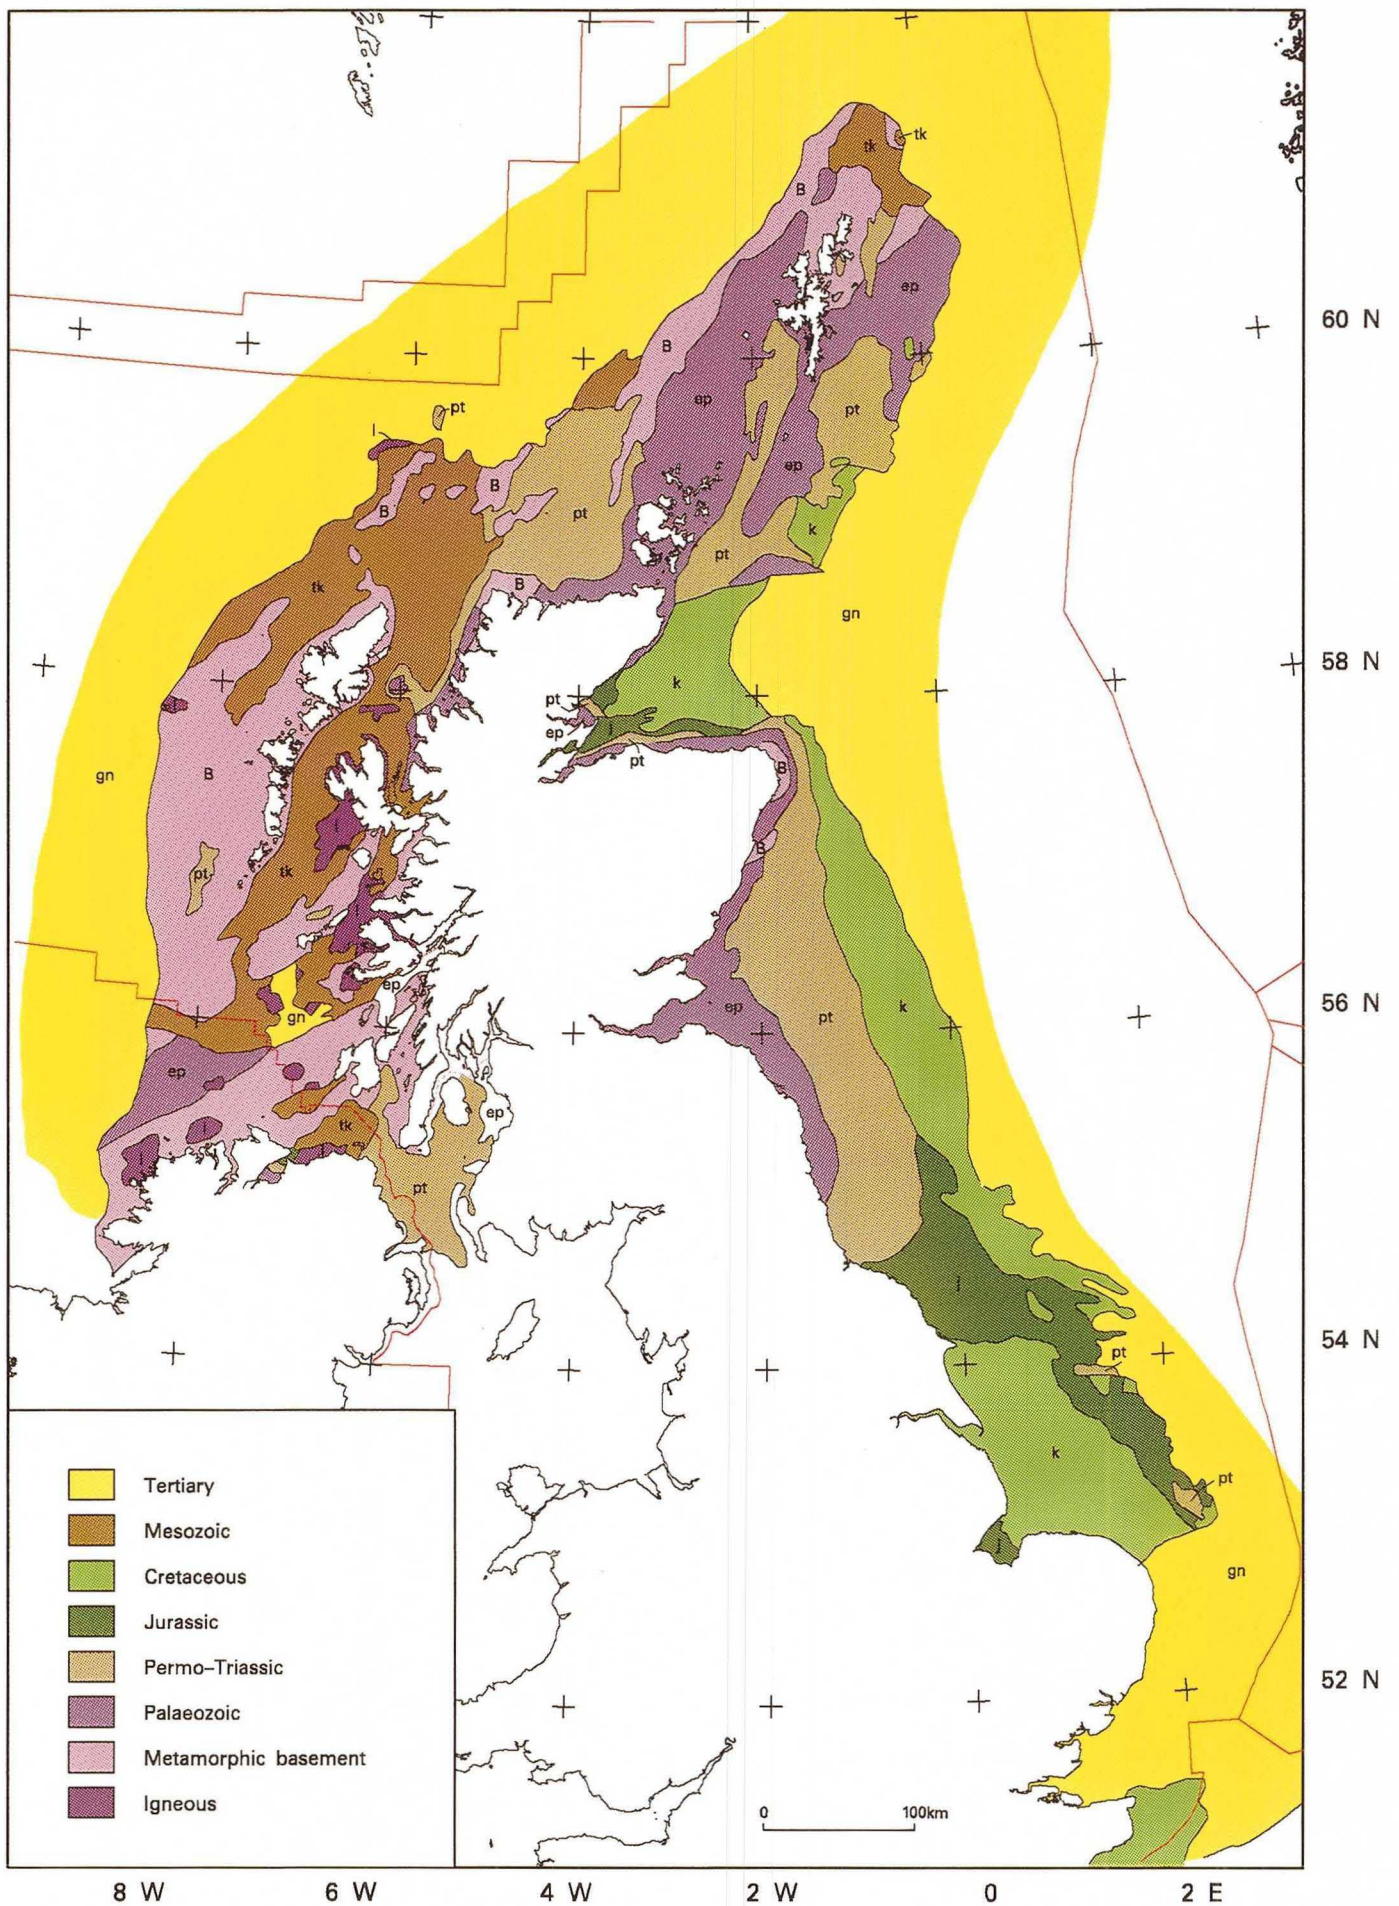 tk
tk
B
ep
60 N
B
ep
pt
pt
I
B
ep
B
pt
k
pt
B
tk
gn
58 N
k
pt
ep
j
pt
B
gn
B
I
B
pt
tk
I
ep
56 N
k
ep
pt
gn
ep
ep
tk
I
I
I
pt
j
54 N
pt
k
pt
j
gn
Tertiary
Mesozoic
Cretaceous
Jurassic
Permo-Triassic
Palaeozoic
Metamorphic basement
Igneous
52 N
0 100km
8 W 6 W 4 W 2 W 0 2 E